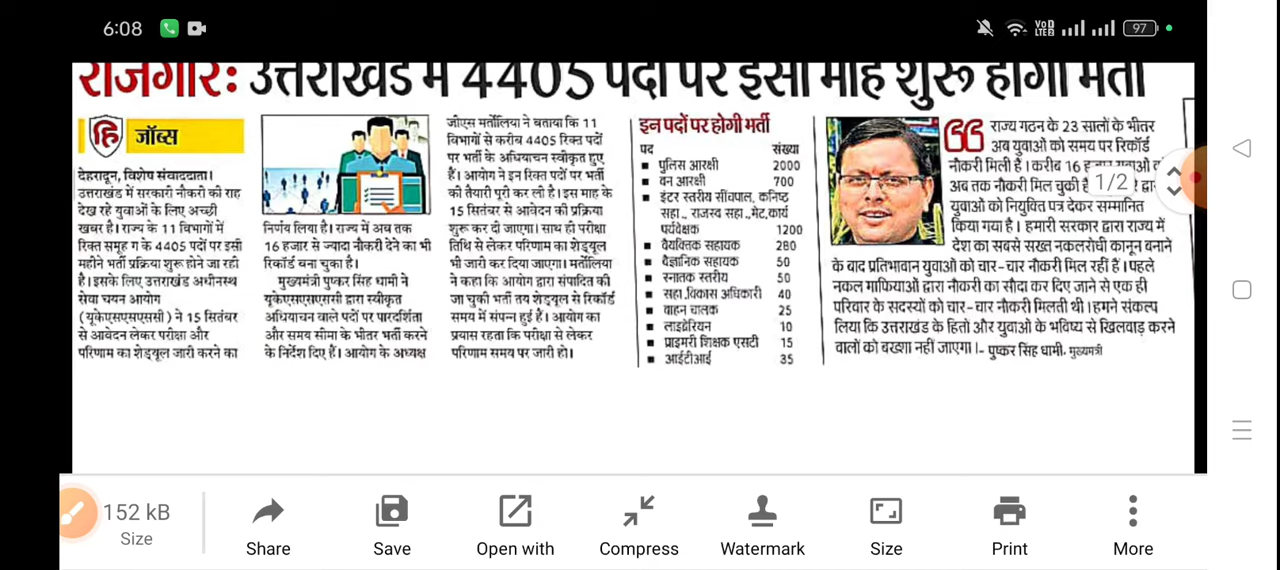 6:08
97
रोजगारः उत्तराखंड में 4405 पदों पर इसी माह शुरू होगी भर्ती
हि जॉब्स
देहरादून, विशेष संवाददाता।
उत्तराखंड में सरकारी नौकरी की राह
देख रहे युवाओं के लिए अच्छी
खबर है। राज्य के 11 विभागों में
रिक्त समूह ग के 4405 पदों पर इसी
महीने भर्ती प्रक्रिया शुरू होने जा रही
है। इसके लिए उत्तराखंड अधीनस्थ
सेवा चयन आयोग
(यूकेएसएसएससी) ने 15 सितंबर
से आवेदन लेकर परीक्षा और
परिणाम का शेड्यूल जारी करने का
निर्णय लिया है। राज्य में अब तक
16 हजार से ज्यादा नौकरी देने का भी
रिकॉर्ड बना चुका है।
मुख्यमंत्री पुष्कर सिंह धामी ने
यूकेएसएसएससी द्वारा स्वीकृत
अधियाचन वाले पदों पर पारदर्शिता
और समय सीमा के भीतर भर्ती करने
के निर्देश दिए हैं। आयोग के अध्यक्ष
जीएस मर्तोलिया ने बताया कि 11
विभागों से करीब 4405 रिक्त पदों
पर भर्ती के अधियाचन स्वीकृत हुए
हैं। आयोग ने इन रिक्त पदों पर भर्ती
की तैयारी पूरी कर ली है। इस माह के
15 सितंबर से आवेदन की प्रक्रिया
शुरू कर दी जाएगी। साथ ही परीक्षा
तिथि से लेकर परिणाम का शेड्यूल
भी जारी कर दिया जाएगा। मर्तोलिया
ने कहा कि आयोग द्वारा संपादित की
जा चुकी भर्ती तय शेड्यूल से रिकॉर्ड
समय में संपन्न हुई हैं। आयोग का
प्रयास रहता कि परीक्षा से लेकर
परिणाम समय पर जारी हो।
इन पदों पर होगी भर्ती
पद संख्या
पुलिस आरक्षी 2000
वन आरक्षी 700
इंटर स्तरीय सींचपाल, कनिष्ट
सहा., राजस्व सहा.,मेट,कार्य
पर्यवेक्षक 1200
वैयक्तिक सहायक 280
वैज्ञानिक सहायक 50
स्नातक स्तरीय 50
सहा.विकास अधिकारी 40
वाहन चालक 25
लाइब्रेरियन 10
प्राइमरी शिक्षक एसटी 15
आईटीआई 35
राज्य गठन के 23 सालों के भीतर
अब युवाओं को समय पर रिकॉर्ड
नौकरी मिली है। करीब 16
अब तक नौकरी मिल चुकी है
युवाओं को नियुक्ति पत्र देकर सम्मानित
किया गया है। हमारी सरकार द्वारा राज्य में
देश का सबसे सख्त नकलरोधी कानून बनाने
के बाद प्रतिभावान युवाओं को चार-चार नौकरी मिल रहीं हैं। पहले
नकल माफियाओं द्वारा नौकरी का सौदा कर दिए जाने से एक ही
परिवार के सदस्यों को चार-चार नौकरी मिलती थी। हमने संकल्प
लिया कि उत्तराखंड के हितो और युवाओं के भविष्य से खिलवाड़ करने
वालों को बख्शा नहीं जाएगा।- पुष्कर सिंह धामी, मुख्यमंत्री
1/2
152 kB
Size
Share
Save
Open with
Compress
Watermark
Size
Print
More